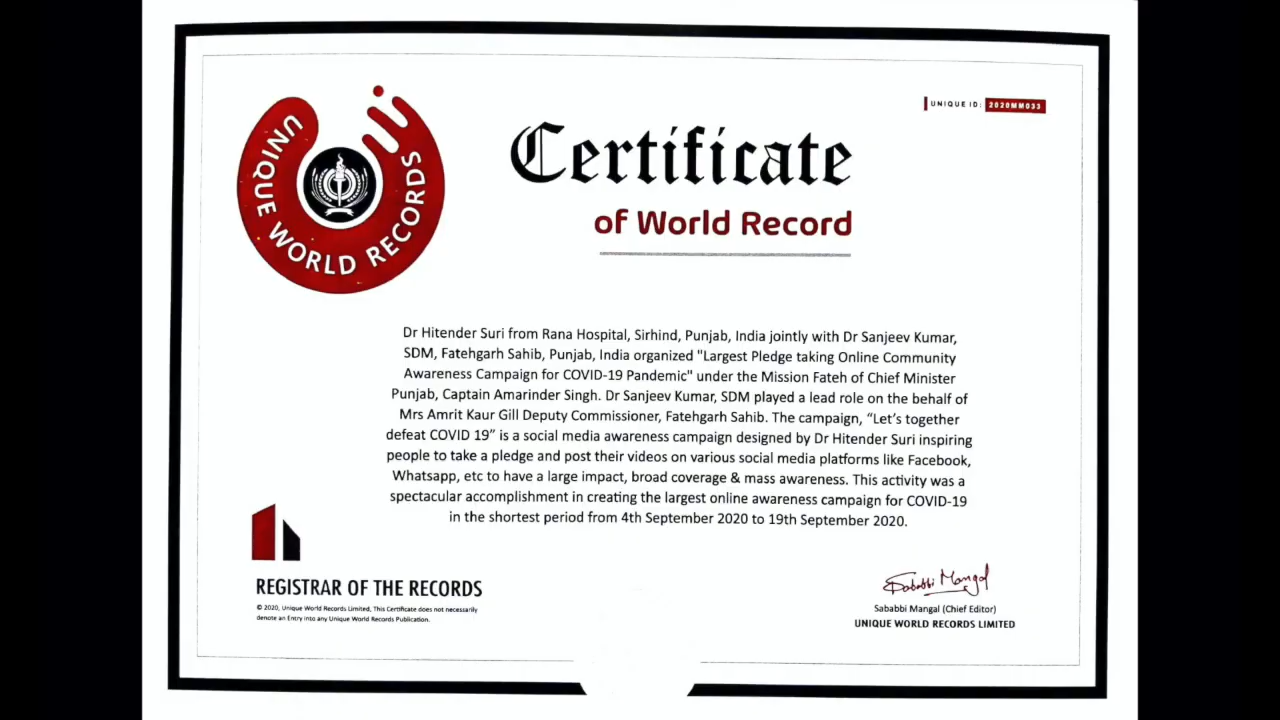 UNIQUE WORLD RECORDS
UNIQUE ID: 2020MM033
Certificate
of World Record
Dr Hitender Suri from Rana Hospital, Sirhind, Punjab, India jointly with Dr Sanjeev Kumar,
SDM, Fatehgarh Sahib, Punjab, India organized "Largest Pledge taking Online Community
Awareness Campaign for COVID-19 Pandemic" under the Mission Fateh of Chief Minister
Punjab, Captain Amarinder Singh. Dr Sanjeev Kumar, SDM played a lead role on the behalf of
Mrs Amrit Kaur Gill Deputy Commissioner, Fatehgarh Sahib. The campaign, “Let's together
defeat COVID 19” is a social media awareness campaign designed by Dr Hitender Suri inspiring
people to take a pledge and post their videos on various social media platforms like Facebook,
Whatsapp, etc to have a large impact, broad coverage & mass awareness. This activity was a
spectacular accomplishment in creating the largest online awareness campaign for COVID-19
in the shortest period from 4th September 2020 to 19th September 2020.
REGISTRAR OF THE RECORDS
© 2020, Unique World Records Limited, This Certificate does not necessarily
denote an Entry into any Unique World Records Publication.
Sababbi Mangal
Sababbi Mangal (Chief Editor)
UNIQUE WORLD RECORDS LIMITED